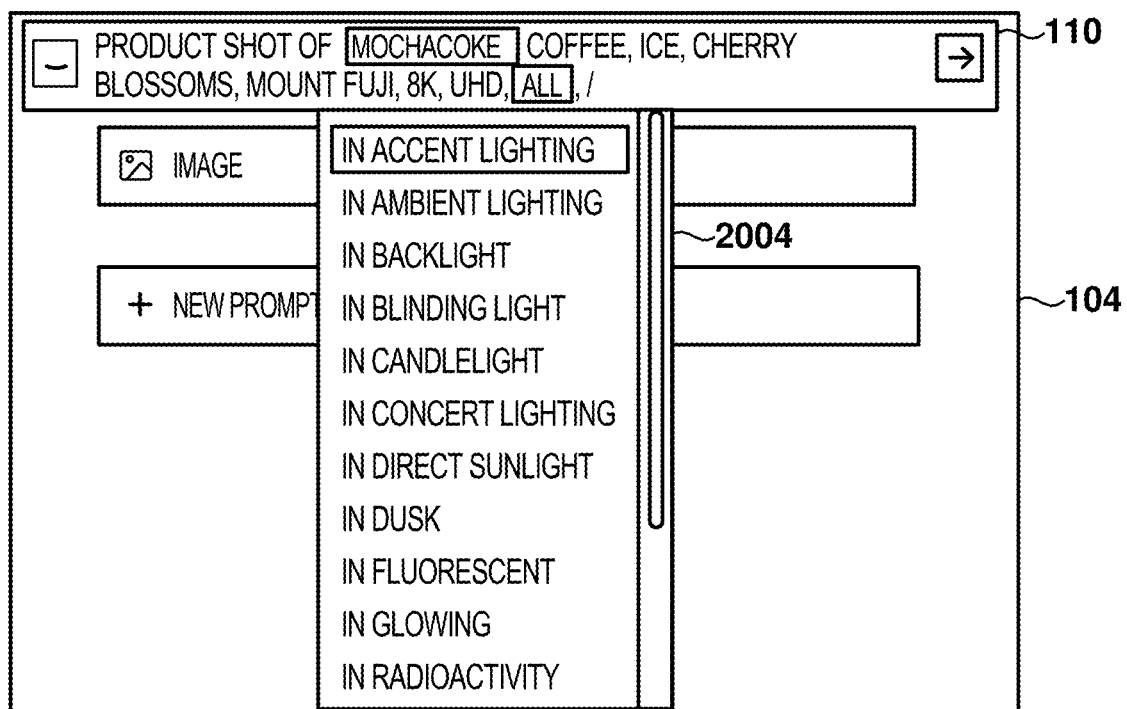 PRODUCT SHOT OF MOCHACOKE COFFEE, ICE, CHERRY
BLOSSOMS, MOUNT FUJI, 8K, UHD, ALL, /
110
IMAGE
NEW PROMPT
IN ACCENT LIGHTING
IN AMBIENT LIGHTING
IN BACKLIGHT
IN BLINDING LIGHT
IN CANDLELIGHT
IN CONCERT LIGHTING
IN DIRECT SUNLIGHT
IN DUSK
IN FLUORESCENT
IN GLOWING
IN RADIOACTIVITY
2004
104